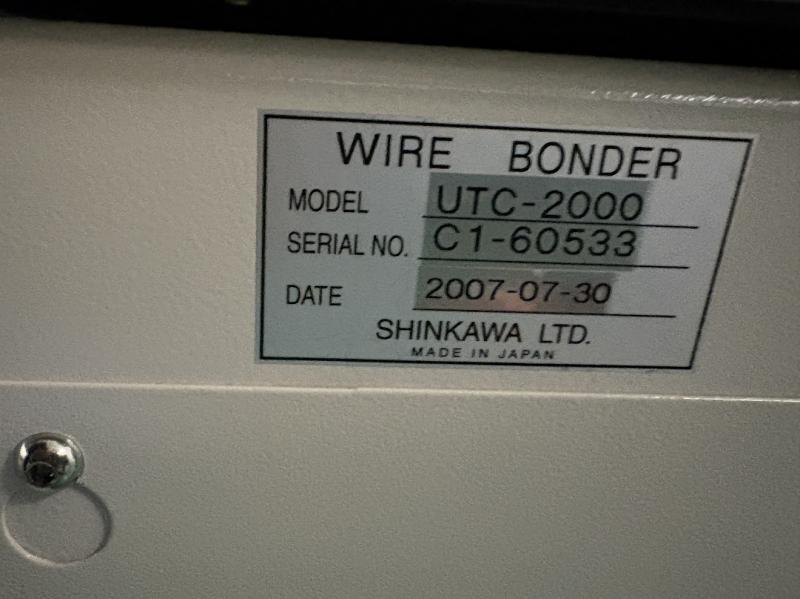 WIRE BONDER
MODEL UTC-2000
SERIAL NO. C1-60533
DATE 2007-07-30
SHINKAWA LTD.
MADE IN JAPAN